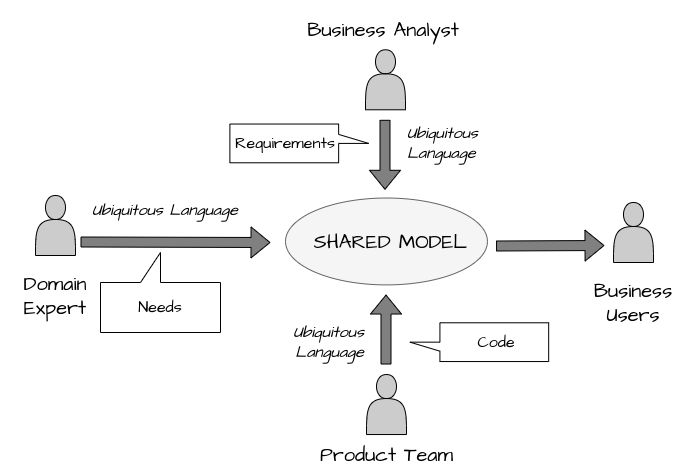 Business Analyst
Requirements
Ubiquitous
Language
Ubiquitous Language
SHARED MODEL
Domain
Expert
Needs
Business
Users
Ubiquitous
Language
Code
Product Team